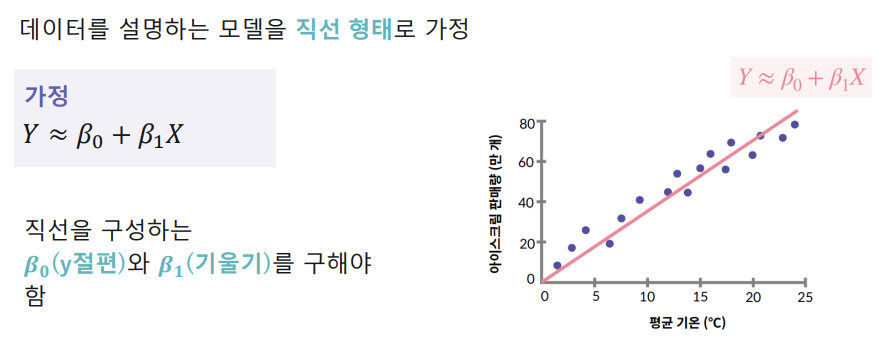 데이터를 설명하는 모델을 직선 형태로 가정
가정
Y ≈ β₀ + β₁X
직선을 구성하는
β₀(y절편)와 β₁(기울기)를 구해야
함
Y ≈ β₀ + β₁X
아이스크림 판매량 (만 개)
80
60
40
20
0
0 5 10 15 20 25
평균 기온 (℃)